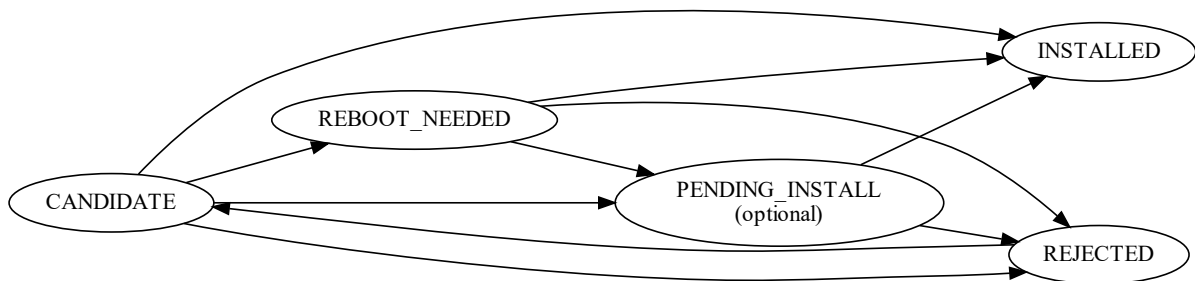 INSTALLED
REBOOT_NEEDED
CANDIDATE
PENDING_INSTALL
(optional)
REJECTED